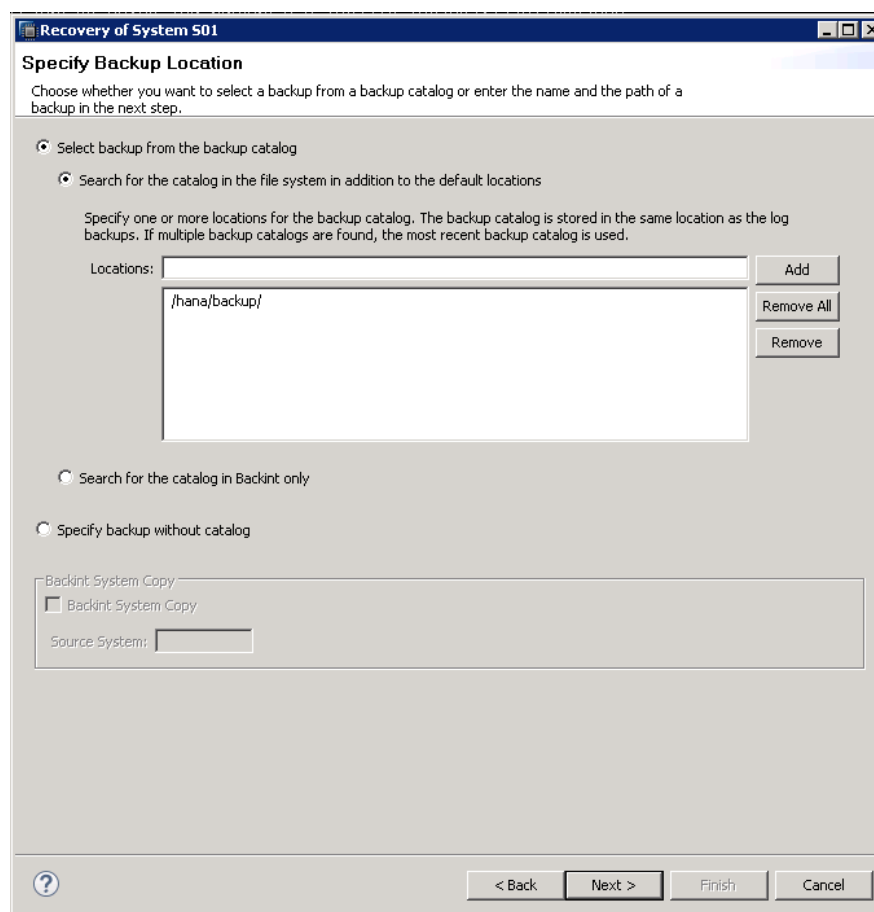 Recovery of System S01
Specify Backup Location
Choose whether you want to select a backup from a backup catalog or enter the name and the path of a
backup in the next step.
Select backup from the backup catalog
Search for the catalog in the file system in addition to the default locations
Specify one or more locations for the backup catalog. The backup catalog is stored in the same location as the log
backups. If multiple backup catalogs are found, the most recent backup catalog is used.
Locations:
Add
/hana/backup/
Remove All
Remove
Search for the catalog in Backint only
Specify backup without catalog
Backint System Copy
Backint System Copy
Source System:
? < Back Next > Finish Cancel